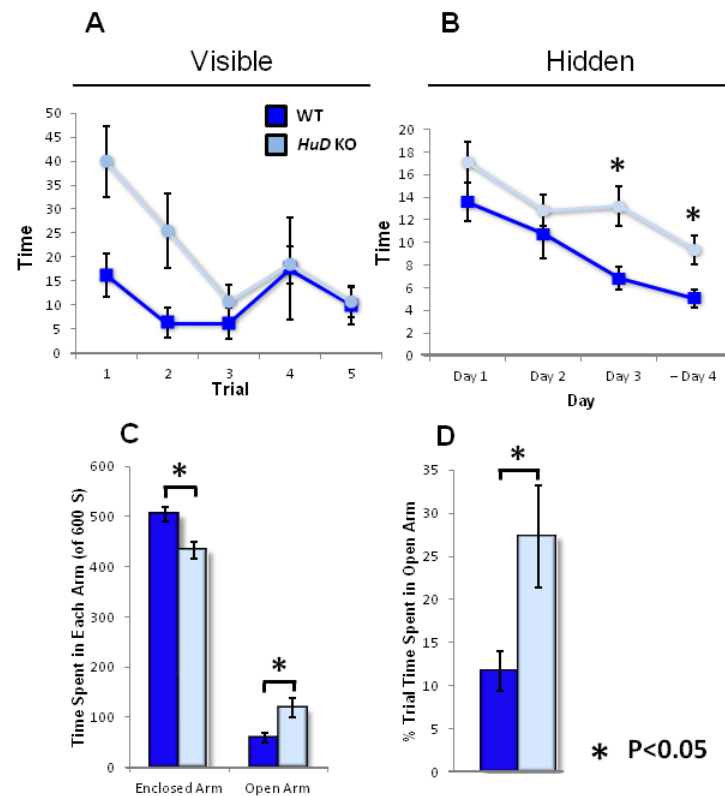 A
Visible
50
45
40
35
30
25
20
15
10
5
0
Time
WT
HuD KO
1 2 3 4 5
Trial
B
Hidden
20
18
16
14
12
10
8
6
4
2
0
Time
*
*
Day 1 Day 2 Day 3 – Day 4
Day
C
600
500
400
300
200
100
0
Time Spent in Each Arm (of 600 S)
*
*
Enclosed Arm Open Arm
D
35
30
25
20
15
10
5
0
% Trial Time Spent in Open Arm
*
* P<0.05